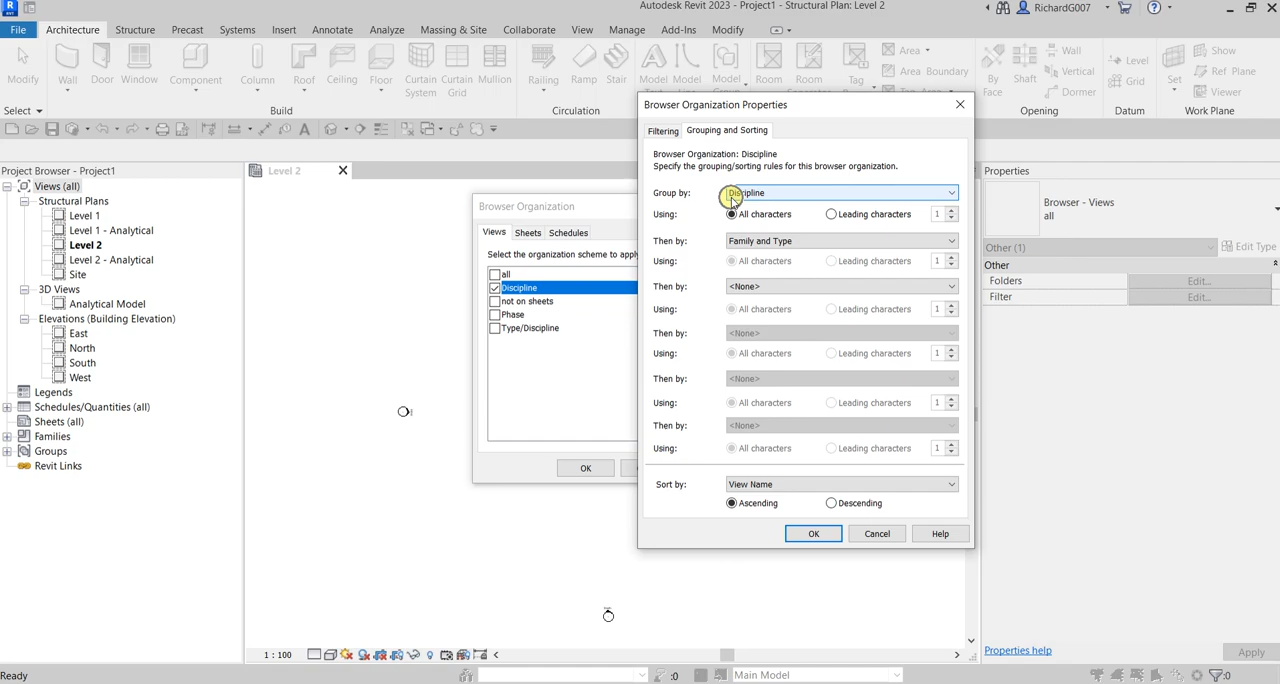 Autodesk Revit 2023 - Project1 - Structural Plan: Level 2
RichardG007
File Architecture Structure Precast Systems Insert Annotate Analyze Massing & Site Collaborate View Manage Add-Ins Modify
Modify Wall Door Window Component Column Roof Ceiling Floor Curtain System Curtain Grid Mullion Railing Ramp Stair Model Model Model Room Room Tag Area Area Boundary By Face Shaft Wall Vertical Dormer Level Grid Set Show Ref Plane Viewer
Select Build Circulation Opening Datum Work Plane
Project Browser - Project1
Views (all)
Structural Plans
Level 1
Level 1 - Analytical
Level 2
Level 2 - Analytical
Site
3D Views
Analytical Model
Elevations (Building Elevation)
East
North
South
West
Legends
Schedules/Quantities (all)
Sheets (all)
Families
Groups
Revit Links
Level 2
Browser Organization
Views Sheets Schedules
Select the organization scheme to apply
all
Discipline
not on sheets
Phase
Type/Discipline
OK
Browser Organization Properties
Filtering Grouping and Sorting
Browser Organization: Discipline
Specify the grouping/sorting rules for this browser organization.
Group by: Discipline
Using: All characters Leading characters 1
Then by: Family and Type
Using: All characters Leading characters 1
Then by: <None>
Using: All characters Leading characters 1
Then by: <None>
Using: All characters Leading characters 1
Then by: <None>
Using: All characters Leading characters 1
Then by: <None>
Using: All characters Leading characters 1
Sort by: View Name
Ascending Descending
OK Cancel Help
Properties
Browser - Views
all
Other (1) Edit Type
Other
Folders Edit...
Filter Edit...
Properties help Apply
1 : 100
Ready :0 Main Model :0